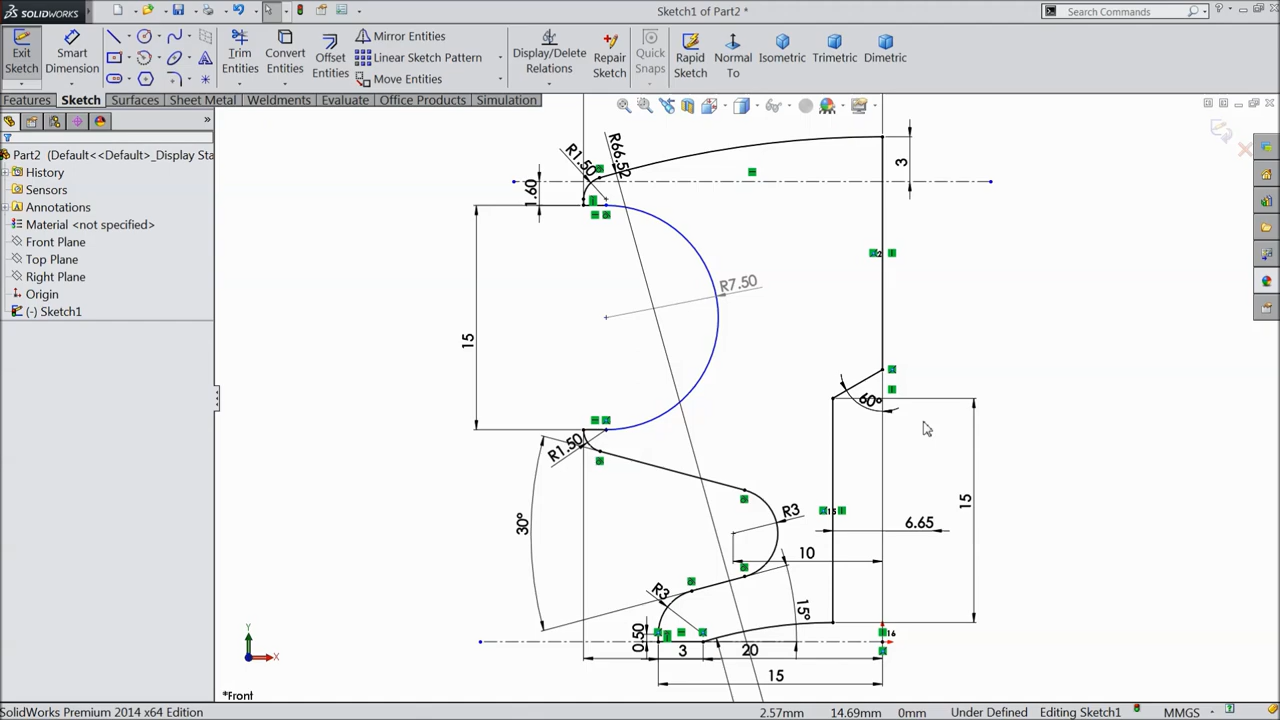 SOLIDWORKS
Sketch1 of Part2 *
Search Commands
Exit Sketch
Smart Dimension
Trim Entities
Convert Entities
Offset Entities
Mirror Entities
Linear Sketch Pattern
Move Entities
Display/Delete Relations
Repair Sketch
Quick Snaps
Rapid Sketch
Normal To
Isometric
Trimetric
Dimetric
Features
Sketch
Surfaces
Sheet Metal
Weldments
Evaluate
Office Products
Simulation
Part2 (Default<<Default>_Display Sta
History
Sensors
Annotations
Material <not specified>
Front Plane
Top Plane
Right Plane
Origin
(-) Sketch1
R1.50
R66.52
3
1.60
R7.50
15
60°
R1.50
30°
R3
6.65
15
10
R3
15°
0.50
16
3
20
15
Y
X
*Front
SOLIDWORKS Premium 2014 x64 Edition
2.57mm
14.69mm
0mm
Under Defined
Editing Sketch1
MMGS